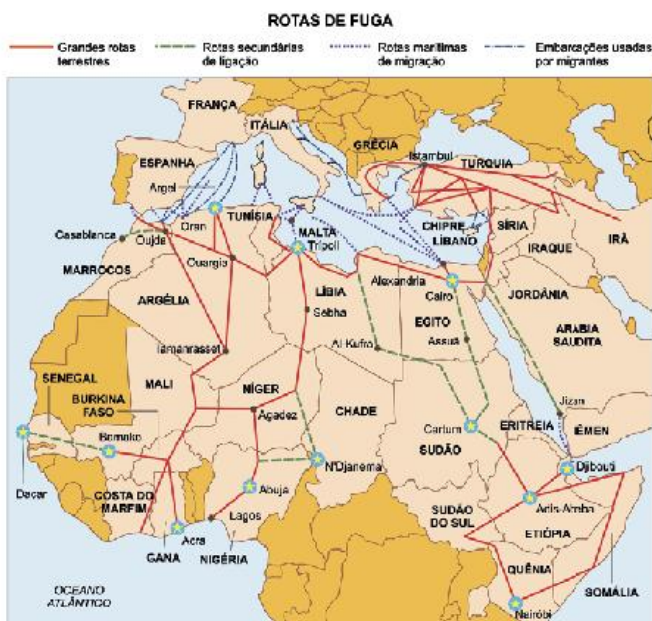 ROTAS DE FUGA
Grandes rotas
terrestres
Rotas secundárias
de ligação
Rotas marítimas
de migração
Embarcações usadas
por migrantes
FRANÇA
ITÁLIA
ESPANHA
GRÉCIA
Istambul
TURQUIA
Argel
Oran
TUNÍSIA
MALTA
Trípoli
CHIPRE
LÍBANO
SÍRIA
IRAQUE
IRÃ
Casablanca
Oujda
MARROCOS
Ouargla
ARGÉLIA
LÍBIA
Sebha
Alexandria
Cairo
EGITO
Assuã
JORDÂNIA
ARÁBIA
SAUDITA
Al-Kufra
Tamanrasset
SENEGAL
BURKINA
FASO
MALI
NÍGER
Agadez
CHADE
Cartum
SUDÃO
ERITREIA
Jizan
IÊMEN
Bamako
Dacar
COSTA DO
MARFIM
Abuja
N'Djamena
Djibouti
Adis-Abeba
SUDÃO
DO SUL
ETIÓPIA
Lagos
Acra
GANA
NIGÉRIA
QUÊNIA
SOMÁLIA
Nairóbi
OCEANO
ATLÂNTICO